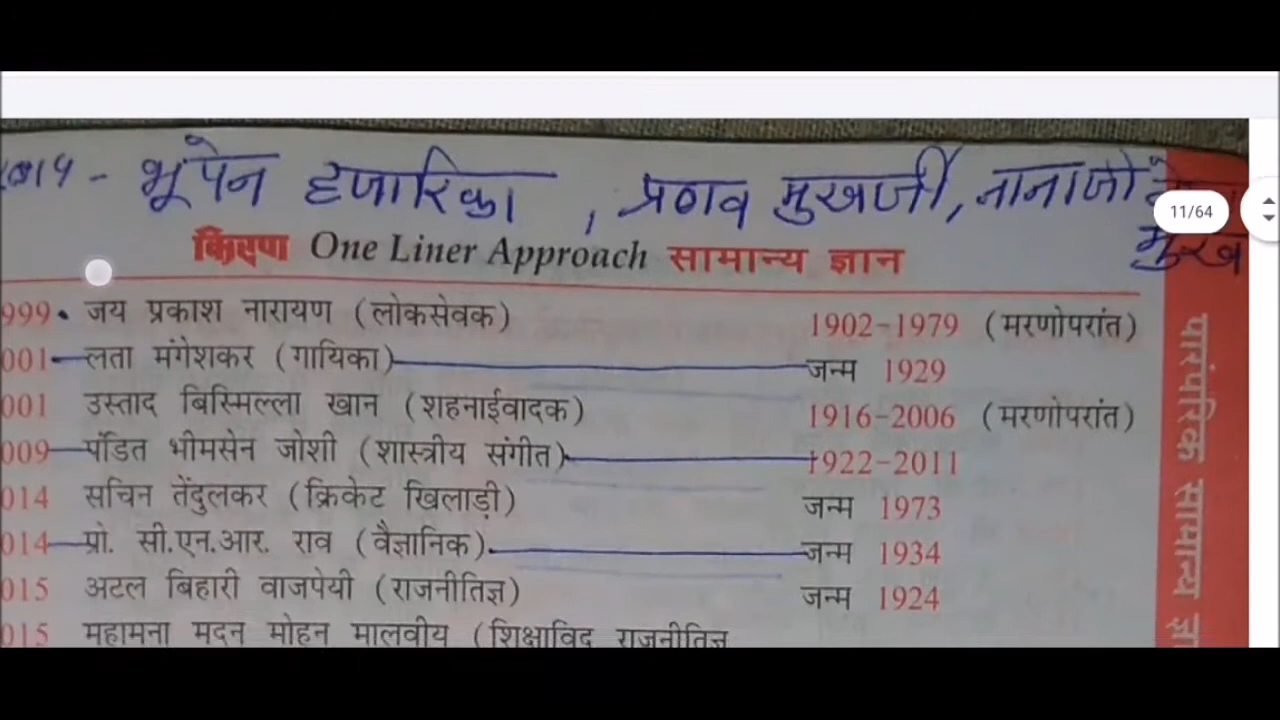 - भूपेन हजारिका, प्रणव मुखर्जी, नानाजी
मुख
11/64
किरण One Liner Approach सामान्य ज्ञान
999 जय प्रकाश नारायण (लोकसेवक) 1902-1979 (मरणोपरांत)
001 लता मंगेशकर (गायिका) जन्म 1929
001 उस्ताद बिस्मिल्ला खान (शहनाईवादक) 1916-2006 (मरणोपरांत)
009 पंडित भीमसेन जोशी (शास्त्रीय संगीत) 1922-2011
014 सचिन तेंदुलकर (क्रिकेट खिलाड़ी) जन्म 1973
014 प्रो. सी.एन.आर. राव (वैज्ञानिक) जन्म 1934
015 अटल बिहारी वाजपेयी (राजनीतिज्ञ) जन्म 1924
015 महामना मदन मोहन मालवीय (शिक्षाविद राजनीतिज्ञ
पारंपरिक सामान्य ज्ञा